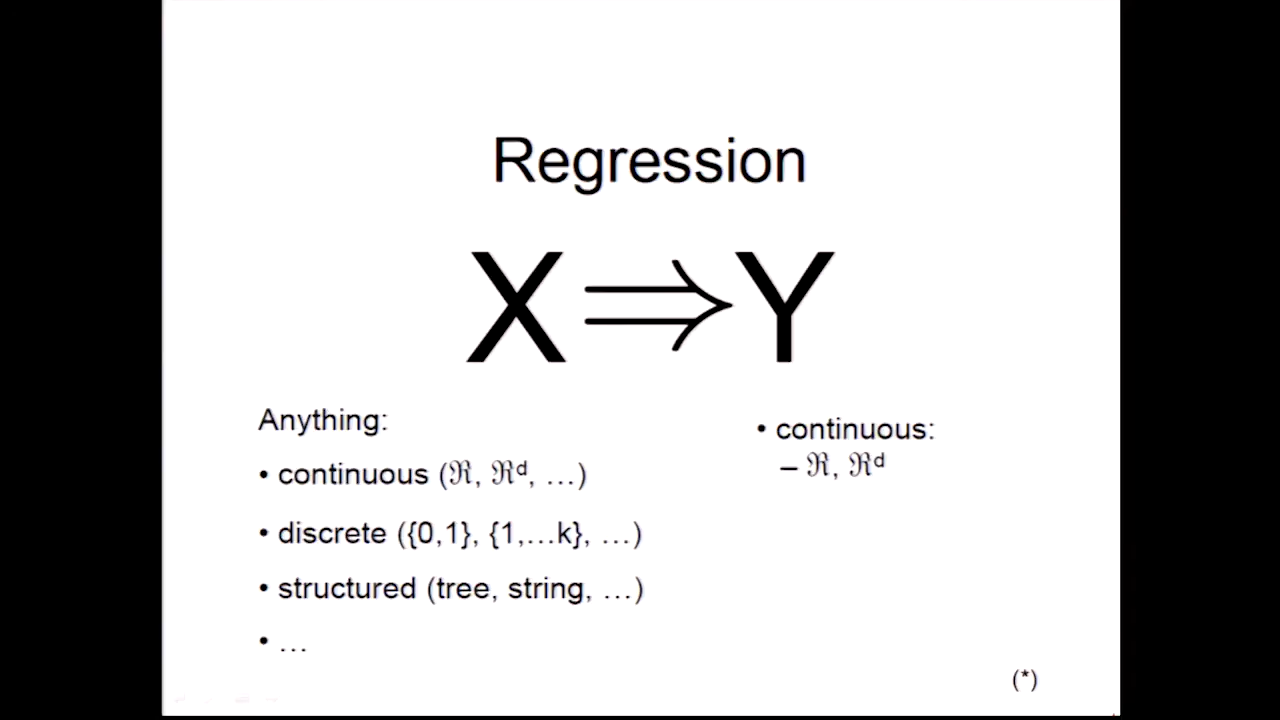 Regression
X ⇒ Y
Anything:
• continuous (ℜ, ℜᵈ, …)
• discrete ({0,1}, {1,…k}, …)
• structured (tree, string, …)
• …
• continuous:
– ℜ, ℜᵈ
(*)